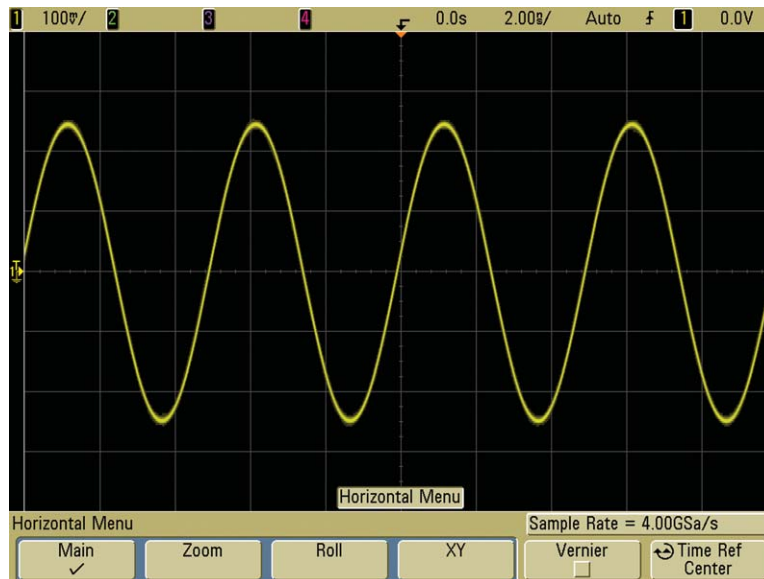 1 100mV/ 2 3 4 0.0s 2.00ns/ Auto 1 0.0V
1
Horizontal Menu
Horizontal Menu
Sample Rate = 4.00GSa/s
Main Zoom Roll XY Vernier Time Ref
Center